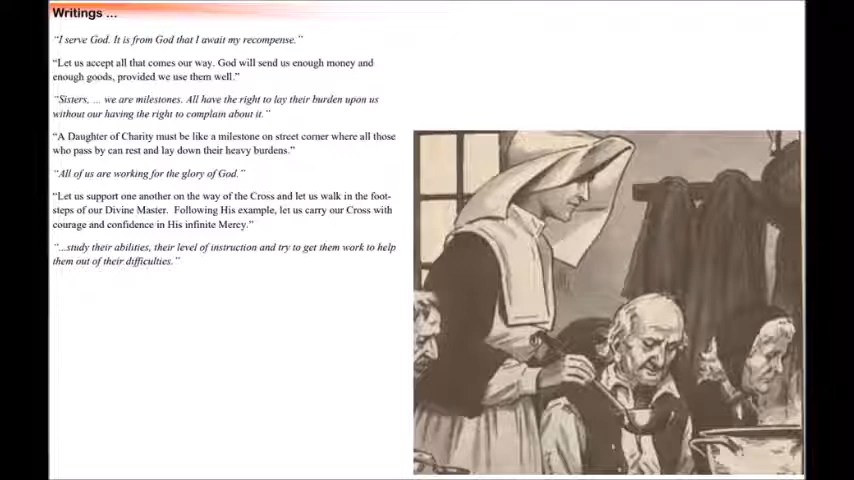 Writings ...
“I serve God. It is from God that I await my recompense.”
“Let us accept all that comes our way. God will send us enough money and
enough goods, provided we use them well.”
“Sisters, ... we are milestones. All have the right to lay their burden upon us
without our having the right to complain about it.”
“A Daughter of Charity must be like a milestone on street corner where all those
who pass by can rest and lay down their heavy burdens.”
“All of us are working for the glory of God.”
“Let us support one another on the way of the Cross and let us walk in the foot-
steps of our Divine Master.  Following His example, let us carry our Cross with
courage and confidence in His infinite Mercy.”
“...study their abilities, their level of instruction and try to get them work to help
them out of their difficulties.”